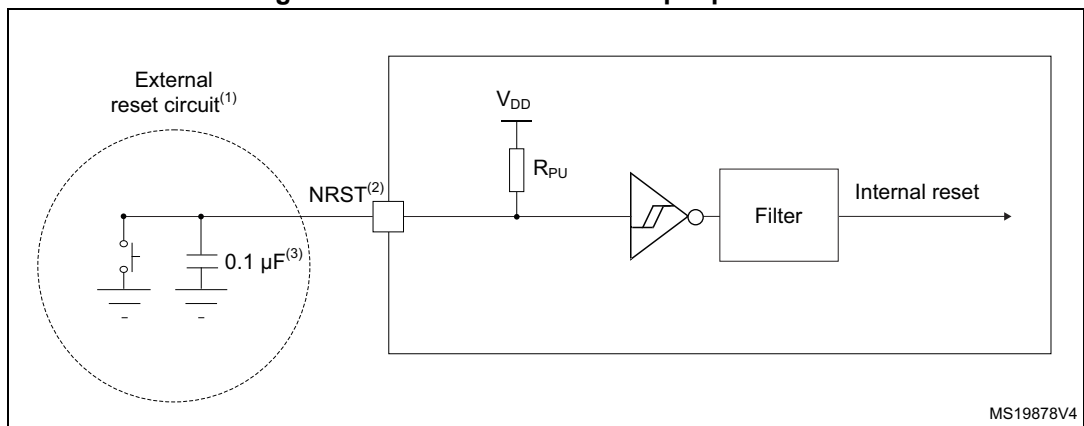 External
reset circuit(1)
VDD
RPU
NRST(2)
Filter
Internal reset
0.1 µF(3)
MS19878V4